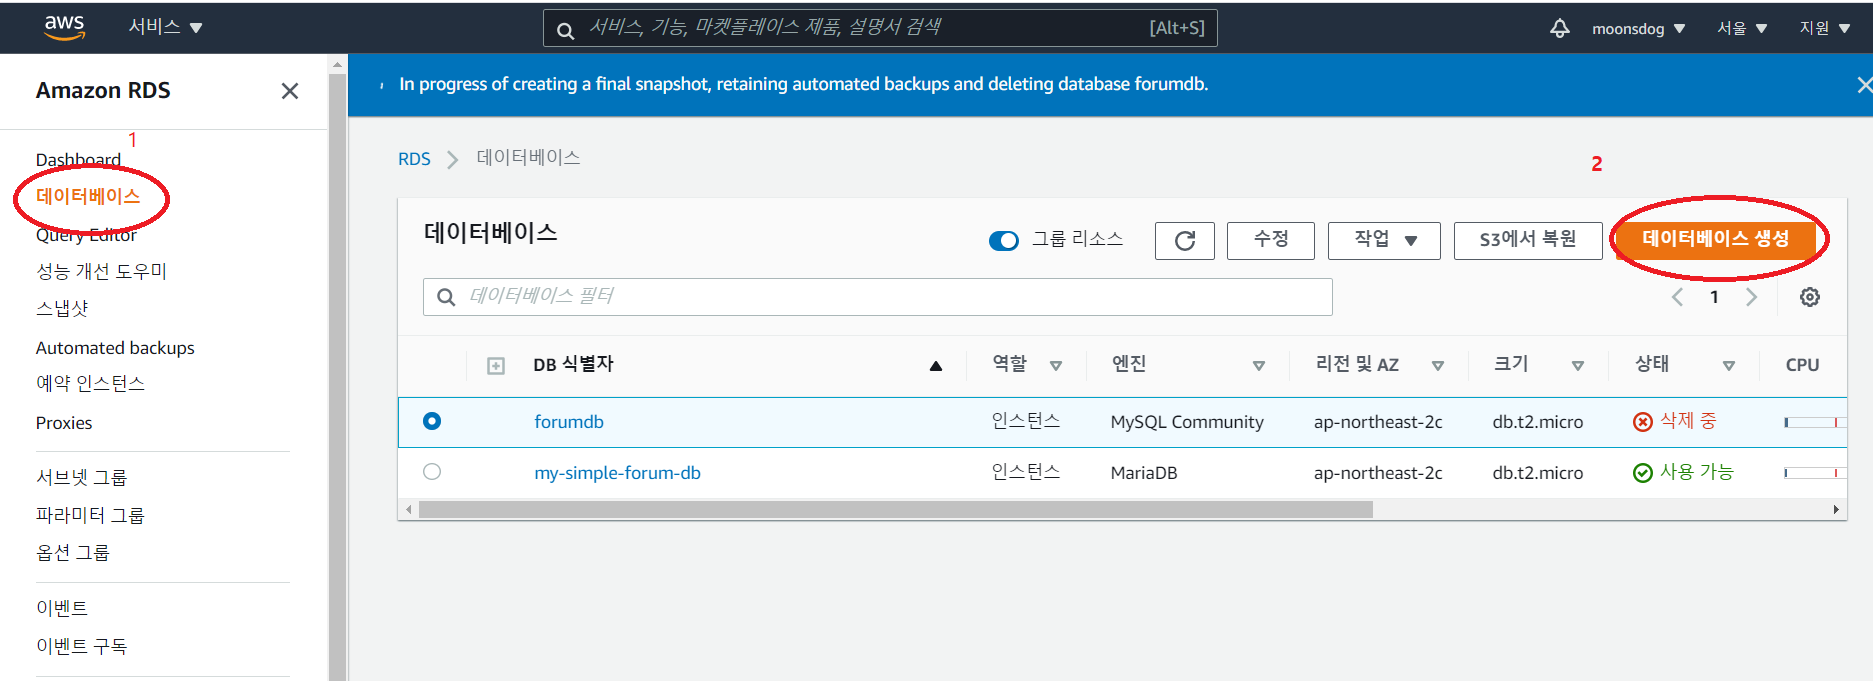 aws 서비스 ▼ 서비스, 기능, 마켓플레이스 제품, 설명서 검색 [Alt+S] moonsdog ▼ 서울 ▼ 지원 ▼
Amazon RDS
1
Dashboard
데이터베이스
Query Editor
성능 개선 도우미
스냅샷
Automated backups
예약 인스턴스
Proxies
서브넷 그룹
파라미터 그룹
옵션 그룹
이벤트
이벤트 구독
In progress of creating a final snapshot, retaining automated backups and deleting database forumdb.
RDS > 데이터베이스
2
데이터베이스 그룹 리소스 수정 작업 ▼ S3에서 복원 데이터베이스 생성
데이터베이스 필터 < 1 >
DB 식별자 ▲ 역할 ▽ 엔진 ▽ 리전 및 AZ ▽ 크기 ▽ 상태 ▽ CPU
forumdb 인스턴스 MySQL Community ap-northeast-2c db.t2.micro 삭제 중
my-simple-forum-db 인스턴스 MariaDB ap-northeast-2c db.t2.micro 사용 가능